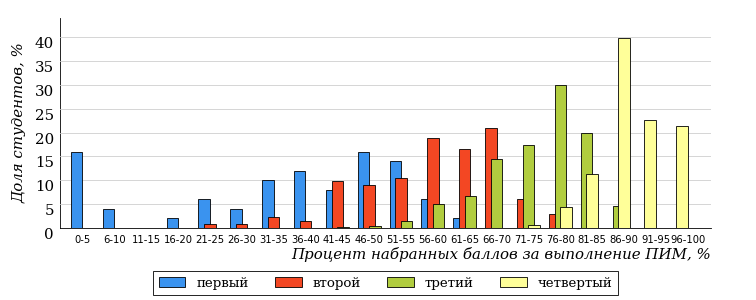 Доля студентов, %
40
35
30
25
20
15
10
5
0
0-5 6-10 11-15 16-20 21-25 26-30 31-35 36-40 41-45 46-50 51-55 56-60 61-65 66-70 71-75 76-80 81-85 86-90 91-95 96-100
Процент набранных баллов за выполнение ПИМ, %
первый второй третий четвертый